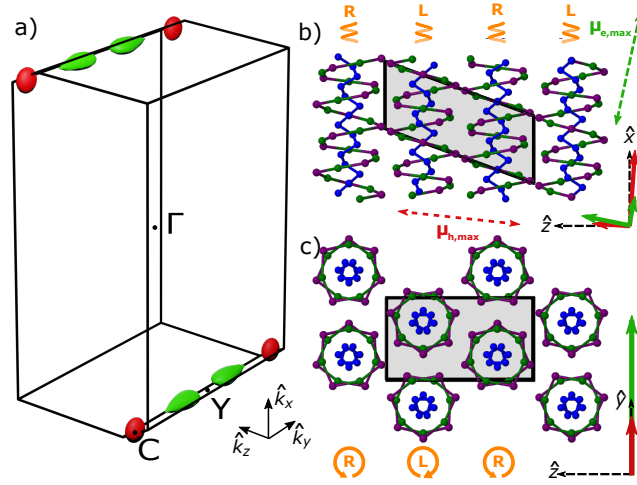 a)
Γ
Y
C
k̂x
k̂y
k̂z
b)
R L R L
μe,max
x̂
ẑ
μh,max
c)
ŷ
ẑ
R L R